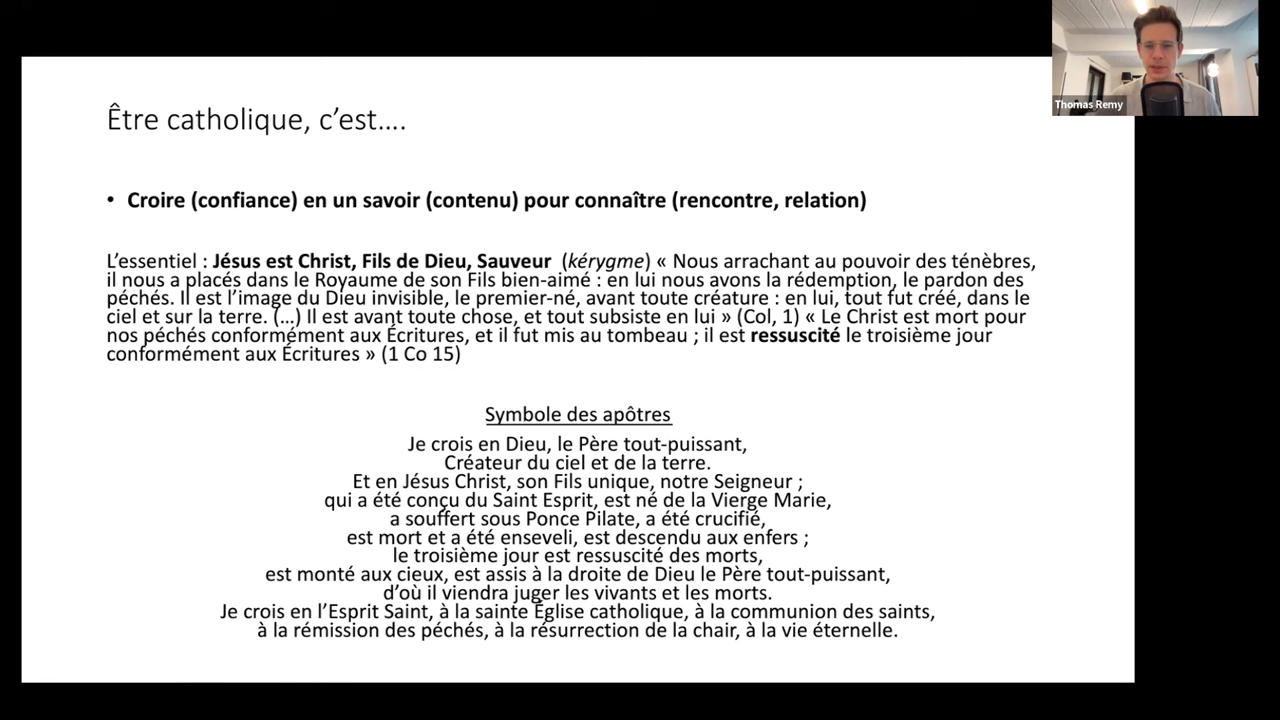 Être catholique, c’est….
Thomas Remy
• Croire (confiance) en un savoir (contenu) pour connaître (rencontre, relation)
L’essentiel : Jésus est Christ, Fils de Dieu, Sauveur (kérygme) « Nous arrachant au pouvoir des ténèbres,
il nous a placés dans le Royaume de son Fils bien-aimé : en lui nous avons la rédemption, le pardon des
péchés. Il est l’image du Dieu invisible, le premier-né, avant toute créature : en lui, tout fut créé, dans le
ciel et sur la terre. (…) Il est avant toute chose, et tout subsiste en lui » (Col, 1) « Le Christ est mort pour
nos péchés conformément aux Écritures, et il fut mis au tombeau ; il est ressuscité le troisième jour
conformément aux Écritures » (1 Co 15)
Symbole des apôtres
Je crois en Dieu, le Père tout-puissant,
Créateur du ciel et de la terre.
Et en Jésus Christ, son Fils unique, notre Seigneur ;
qui a été conçu du Saint Esprit, est né de la Vierge Marie,
a souffert sous Ponce Pilate, a été crucifié,
est mort et a été enseveli, est descendu aux enfers ;
le troisième jour est ressuscité des morts,
est monté aux cieux, est assis à la droite de Dieu le Père tout-puissant,
d’où il viendra juger les vivants et les morts.
Je crois en l’Esprit Saint, à la sainte Église catholique, à la communion des saints,
à la rémission des péchés, à la résurrection de la chair, à la vie éternelle.